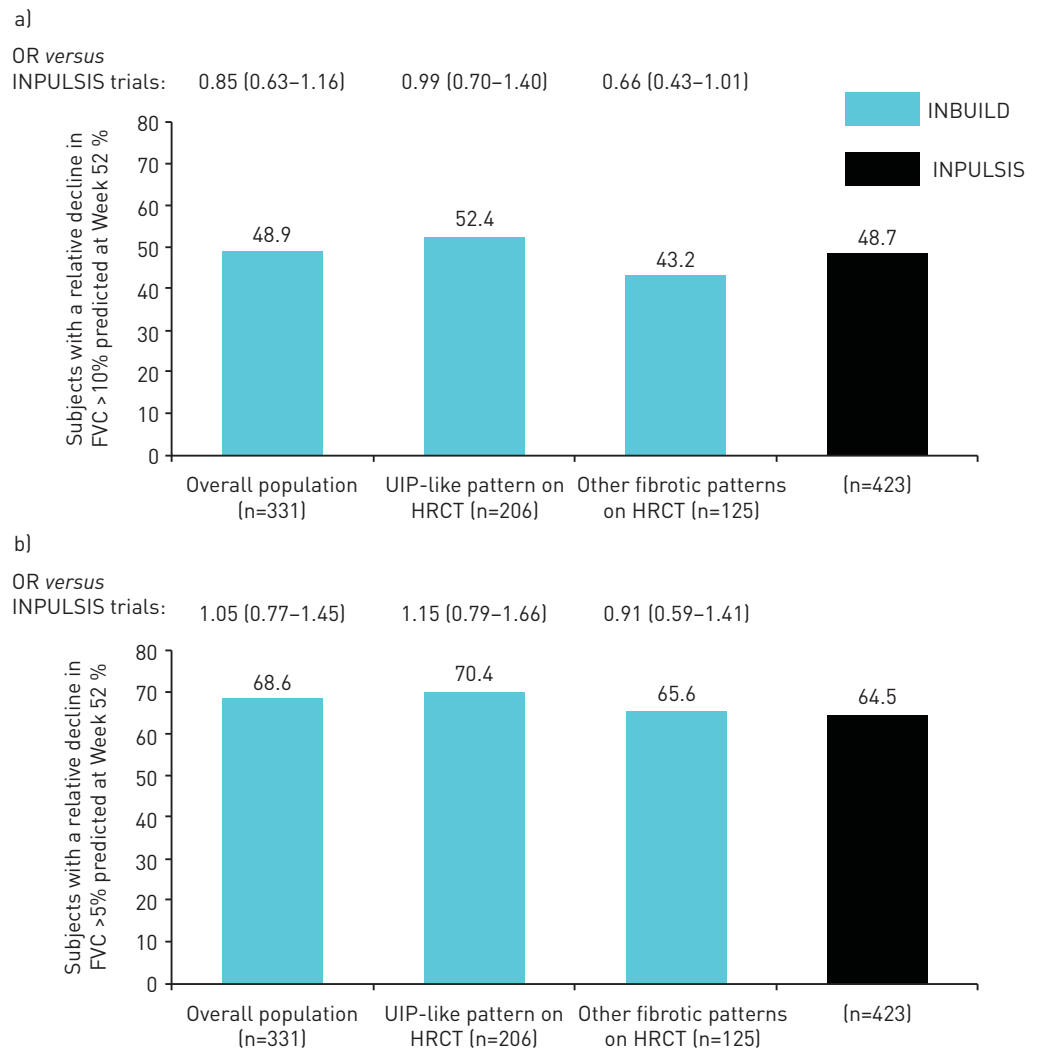 a)
OR versus
INPULSIS trials: 0.85 (0.63–1.16) 0.99 (0.70–1.40) 0.66 (0.43–1.01)
INBUILD
INPULSIS
Subjects with a relative decline in
FVC >10% predicted at Week 52 %
80
70
60
50
40
30
20
10
0
48.9
52.4
43.2
48.7
Overall population
(n=331)
UIP-like pattern on
HRCT (n=206)
Other fibrotic patterns
on HRCT (n=125)
(n=423)
b)
OR versus
INPULSIS trials: 1.05 (0.77–1.45) 1.15 (0.79–1.66) 0.91 (0.59–1.41)
Subjects with a relative decline in
FVC >5% predicted at Week 52 %
80
70
60
50
40
30
20
10
0
68.6
70.4
65.6
64.5
Overall population
(n=331)
UIP-like pattern on
HRCT (n=206)
Other fibrotic patterns
on HRCT (n=125)
(n=423)